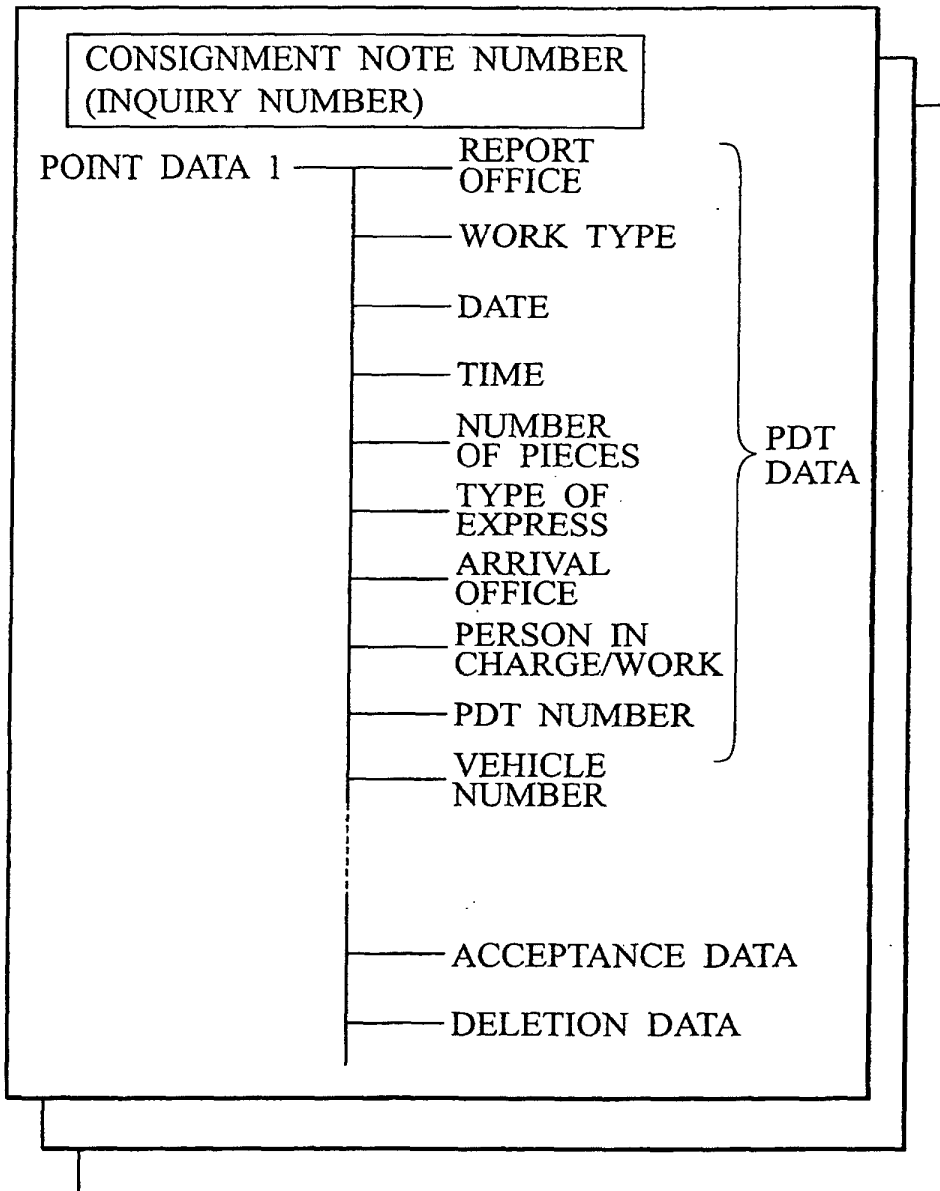 CONSIGNMENT NOTE NUMBER
(INQUIRY NUMBER)
POINT DATA 1
REPORT
OFFICE
WORK TYPE
DATE
TIME
NUMBER
OF PIECES
TYPE OF
EXPRESS
ARRIVAL
OFFICE
PERSON IN
CHARGE/WORK
PDT NUMBER
VEHICLE
NUMBER
ACCEPTANCE DATA
DELETION DATA
PDT
DATA